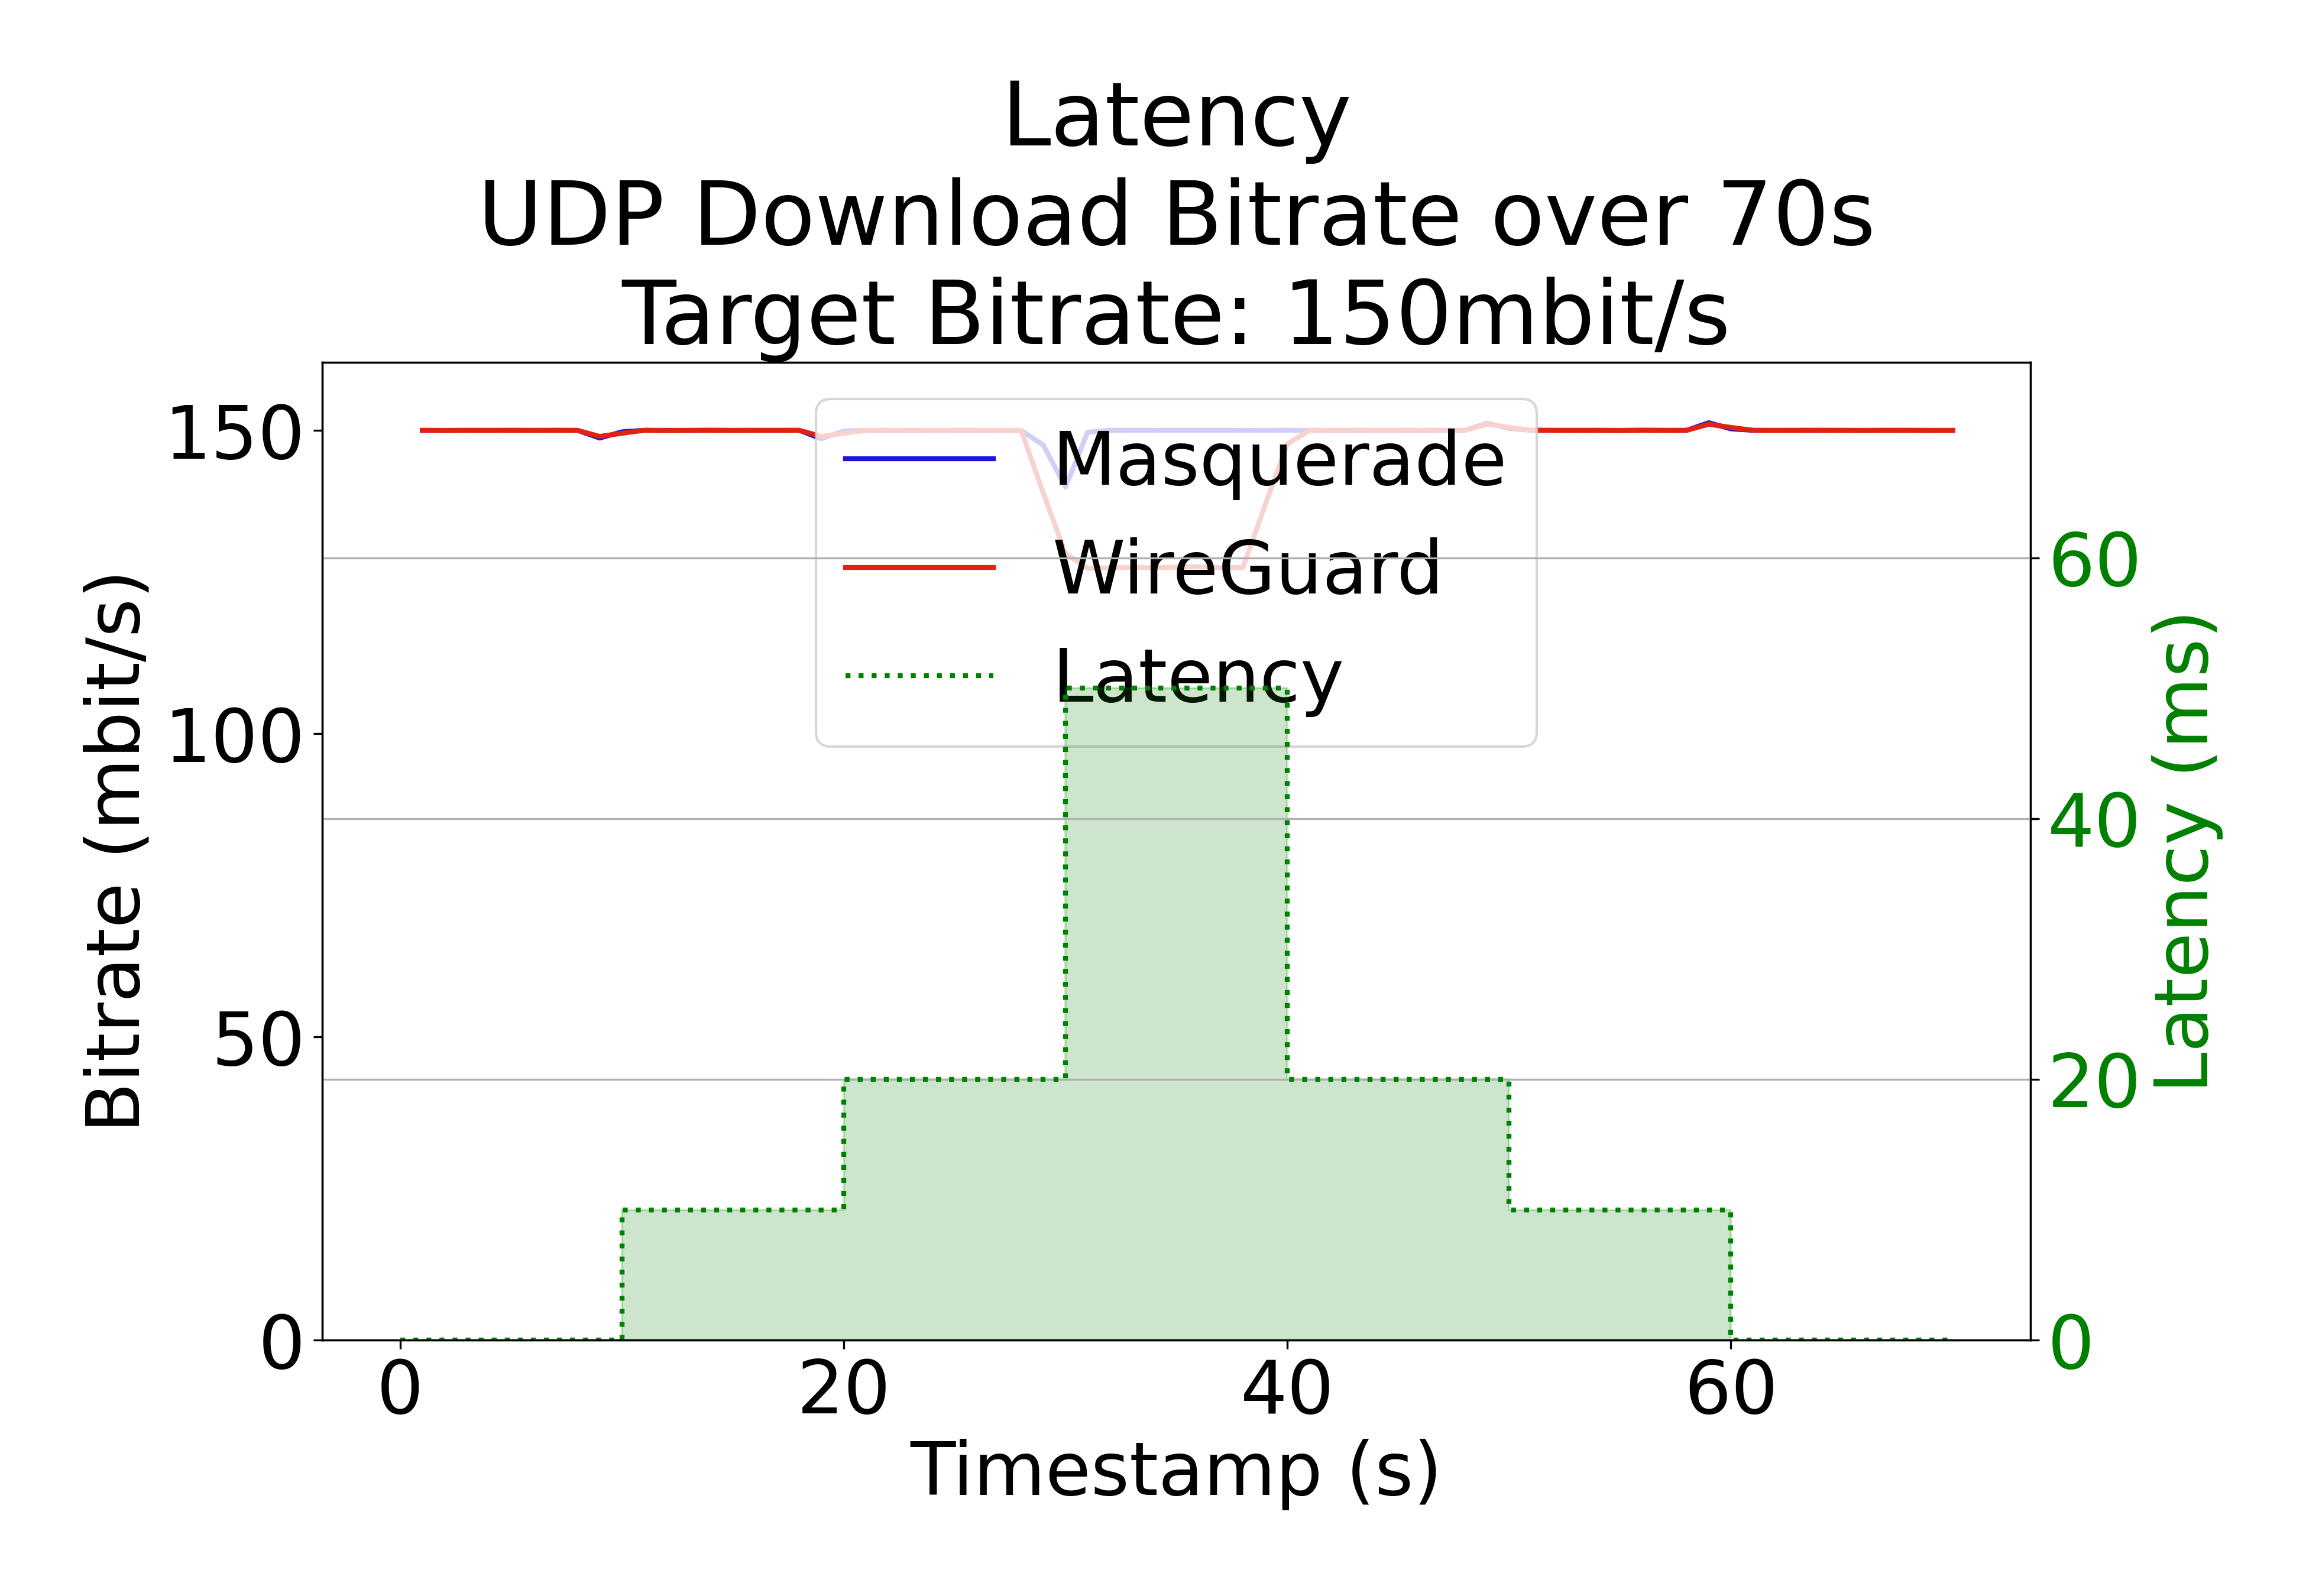 Latency
UDP Download Bitrate over 70s
Target Bitrate: 150mbit/s
Bitrate (mbit/s)
150
100
50
0
Masquerade
WireGuard
Latency
60
40
20
0
Latency (ms)
0 20 40 60
Timestamp (s)